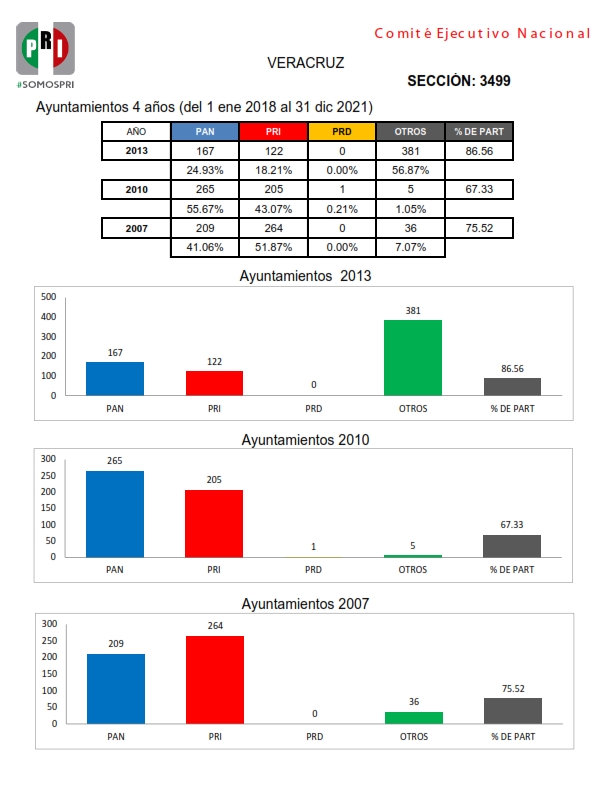 Comité Ejecutivo Nacional
PRI
#SOMOSPRI
VERACRUZ
SECCIÓN: 3499
Ayuntamientos 4 años (del 1 ene 2018 al 31 dic 2021)
AÑO PAN PRI PRD OTROS % DE PART
2013 167 122 0 381 86.56
24.93% 18.21% 0.00% 56.87%
2010 265 205 1 5 67.33
55.67% 43.07% 0.21% 1.05%
2007 209 264 0 36 75.52
41.06% 51.87% 0.00% 7.07%
Ayuntamientos 2013
500
400
300
200
100
0
167 122 0 381 86.56
PAN PRI PRD OTROS % DE PART
Ayuntamientos 2010
300
250
200
150
100
50
0
265 205 1 5 67.33
PAN PRI PRD OTROS % DE PART
Ayuntamientos 2007
300
250
200
150
100
50
0
209 264 0 36 75.52
PAN PRI PRD OTROS % DE PART